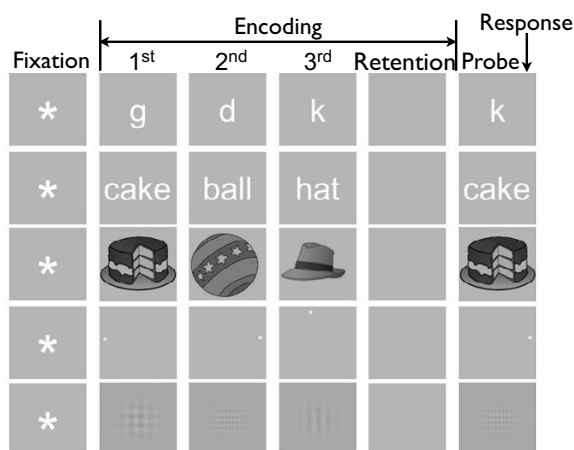 Encoding
Response
Fixation 1st 2nd 3rd Retention Probe
* g d k k
* cake ball hat cake
*
*
*